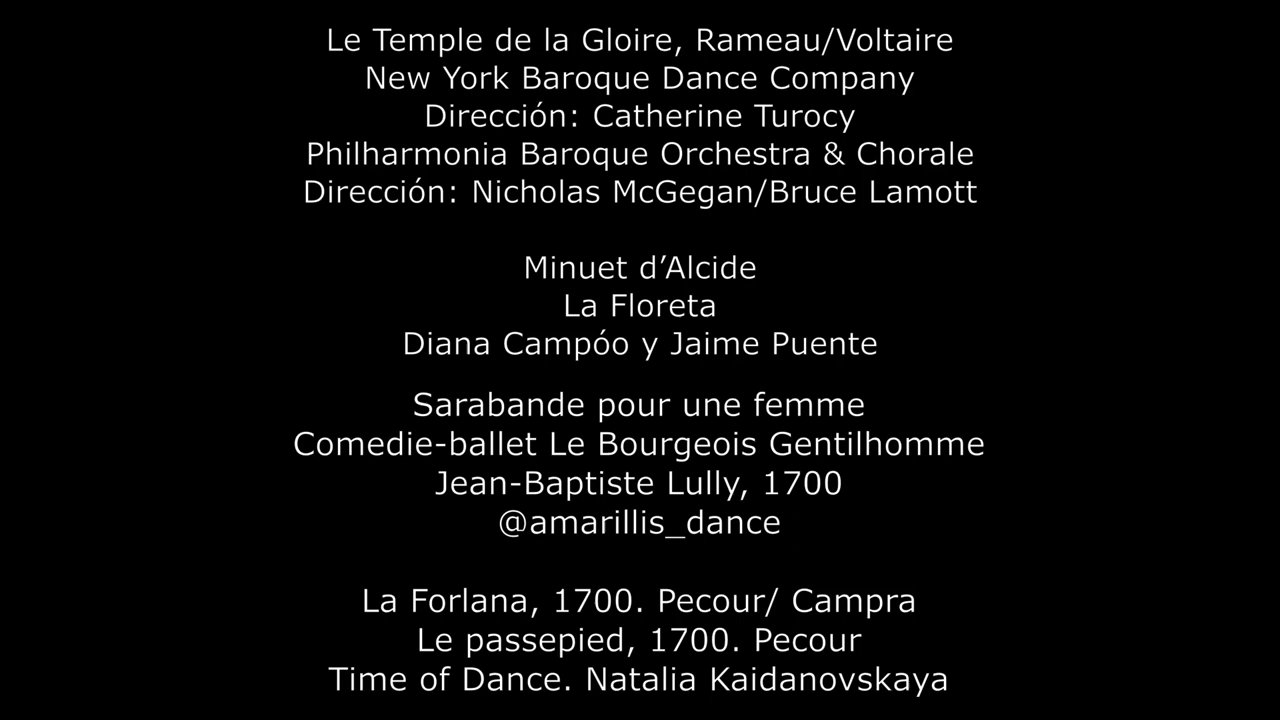 Le Temple de la Gloire, Rameau/Voltaire
New York Baroque Dance Company
Dirección: Catherine Turocy
Philharmonia Baroque Orchestra & Chorale
Dirección: Nicholas McGegan/Bruce Lamott
Minuet d’Alcide
La Floreta
Diana Campóo y Jaime Puente
Sarabande pour une femme
Comedie-ballet Le Bourgeois Gentilhomme
Jean-Baptiste Lully, 1700
@amarillis_dance
La Forlana, 1700. Pecour/ Campra
Le passepied, 1700. Pecour
Time of Dance. Natalia Kaidanovskaya